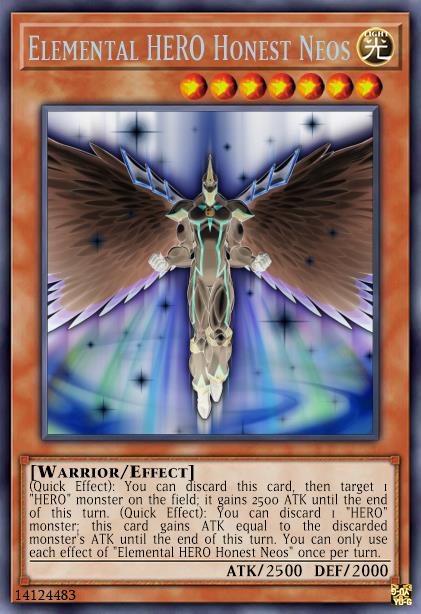 ELEMENTAL HERO HONEST NEOS
LIGHT
光
[WARRIOR/EFFECT]
(Quick Effect): You can discard this card, then target 1
"HERO" monster on the field; it gains 2500 ATK until the end
of this turn. (Quick Effect): You can discard 1 "HERO"
monster; this card gains ATK equal to the discarded
monster's ATK until the end of this turn. You can only use
each effect of "Elemental HERO Honest Neos" once per turn.
ATK/2500 DEF/2000
14124483